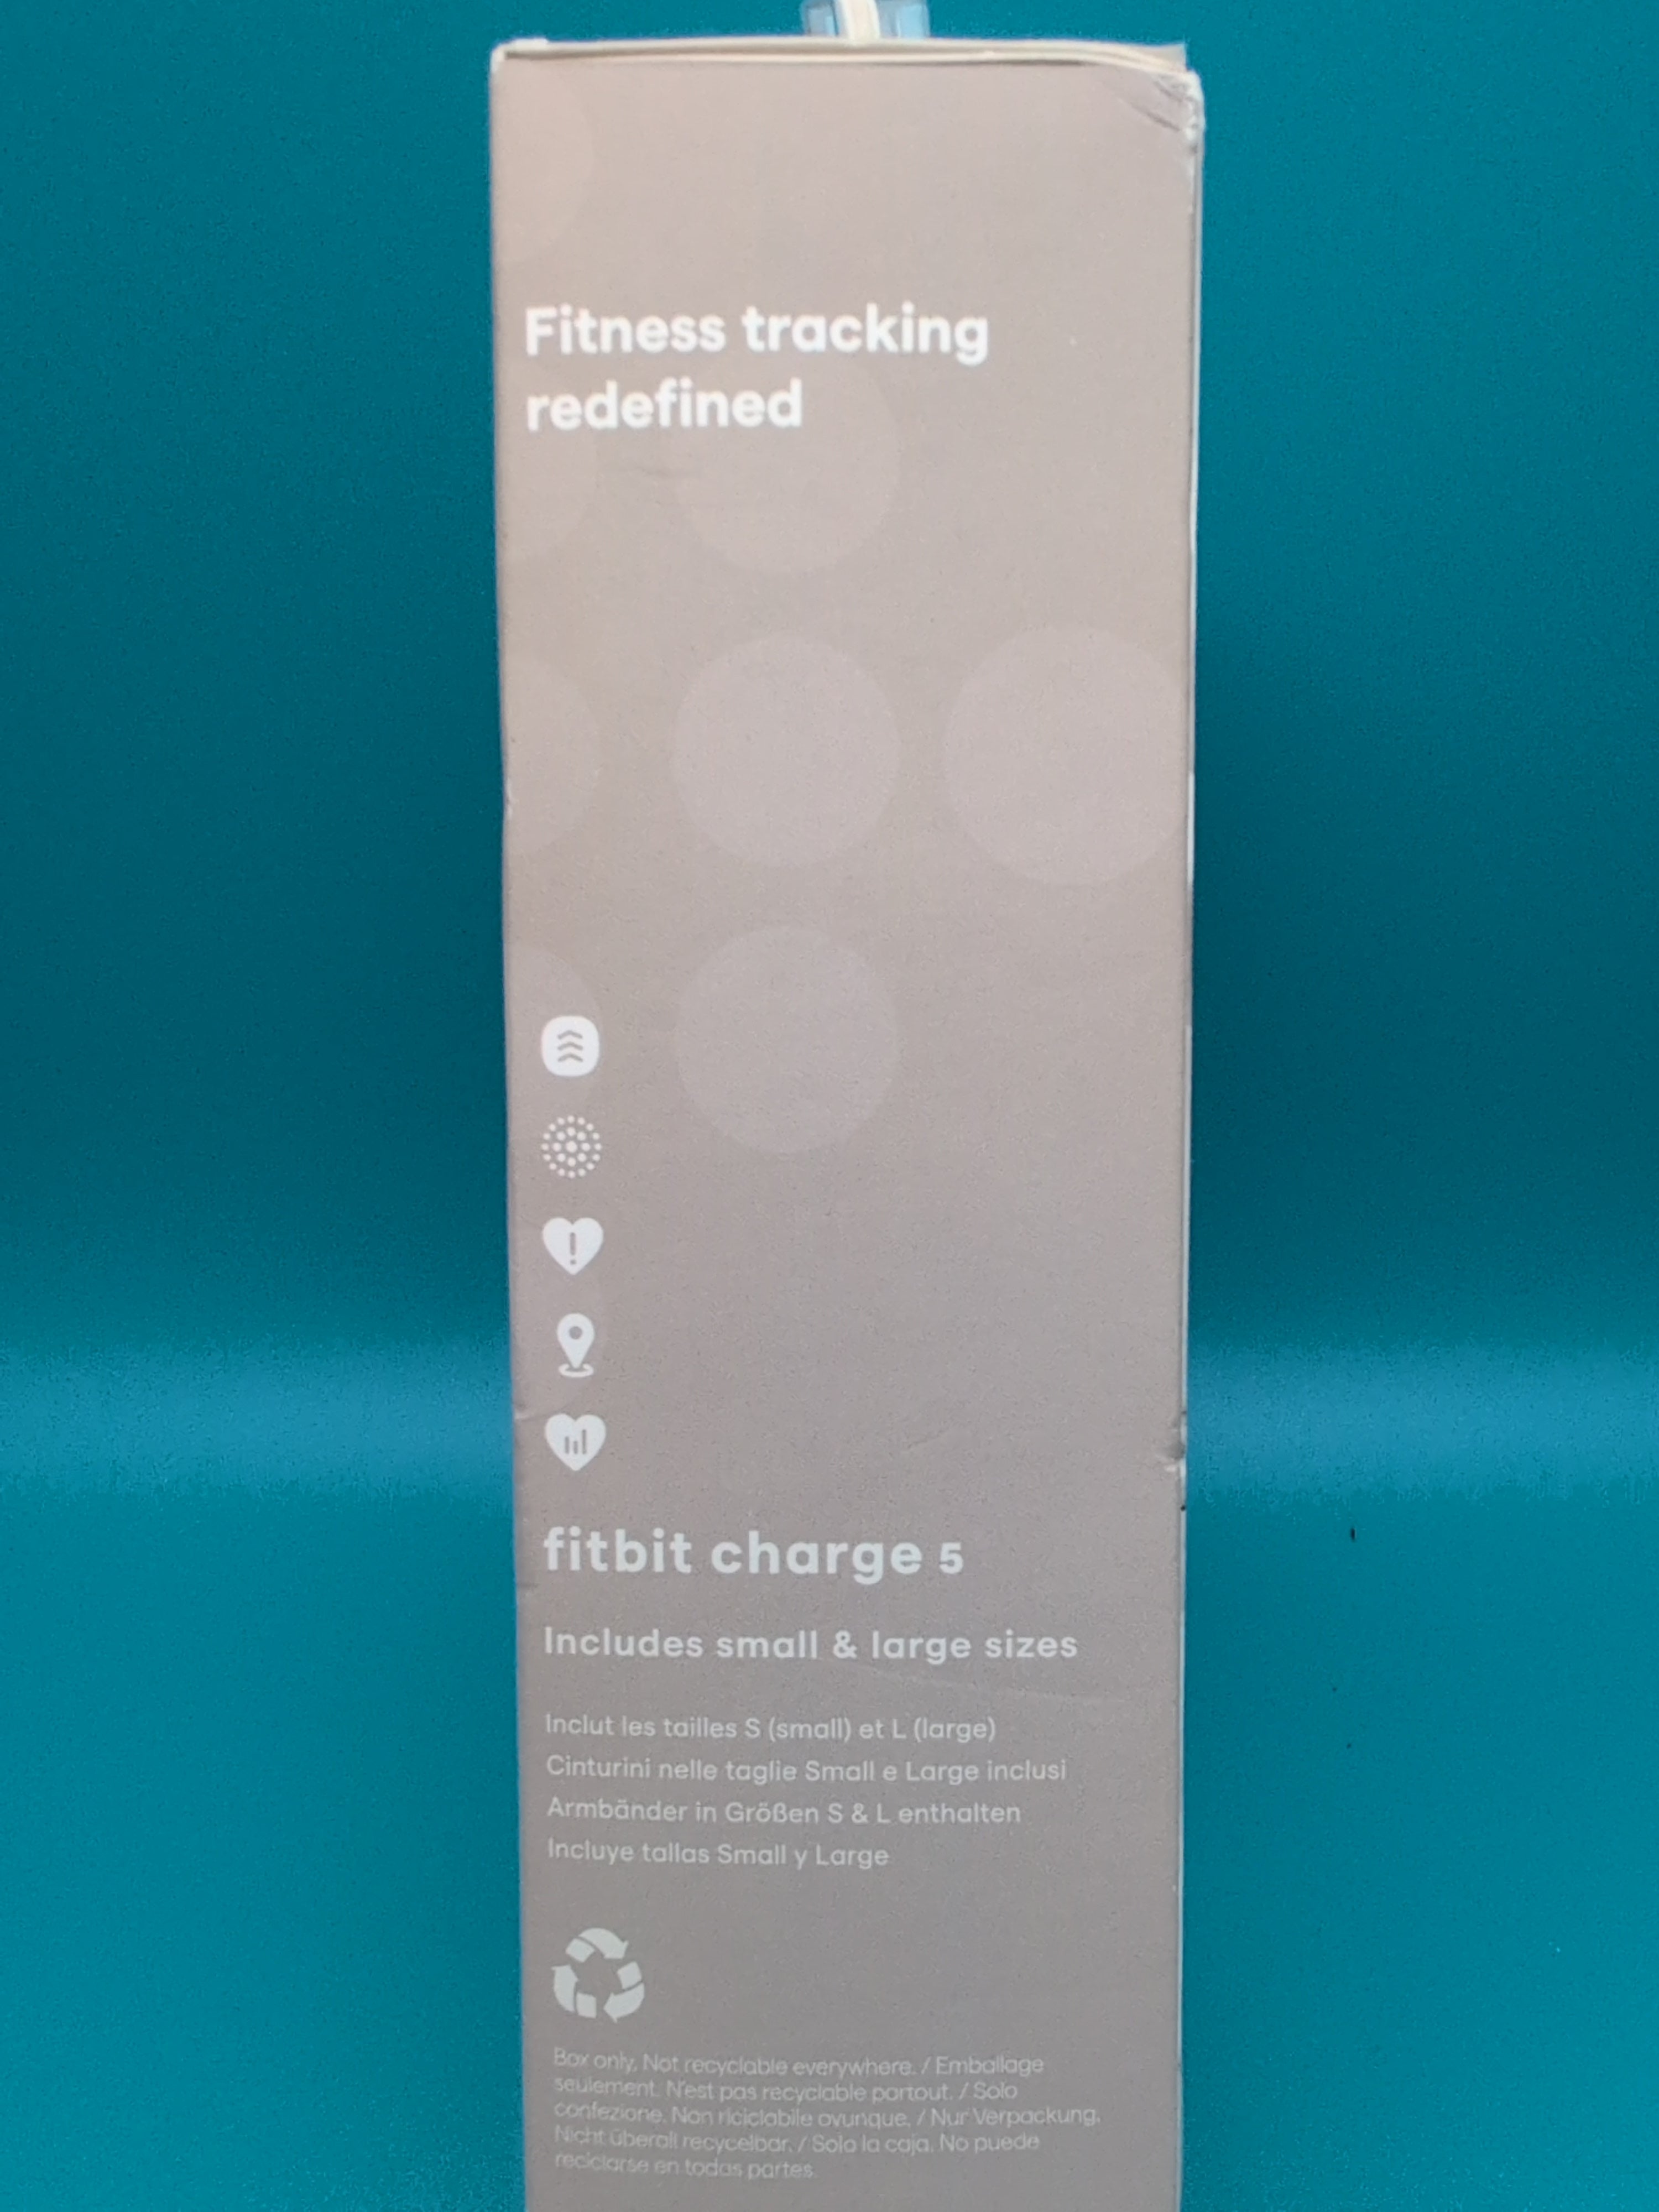 Fitness tracking
redefined
fitbit charge 5
Includes small & large sizes
Inclut les tailles S (small) et L (large)
Cinturini nelle taglie Small e Large inclusi
Armbänder in Größen S & L enthalten
Incluye tallas Small y Large
Box only. Not recyclable everywhere. / Emballage
seulement. N'est pas recyclable partout. / Solo
confezione. Non riciclabile ovunque. / Nur Verpackung.
Nicht überall recycelbar. / Solo la caja. No puede
reciclarse en todas partes.